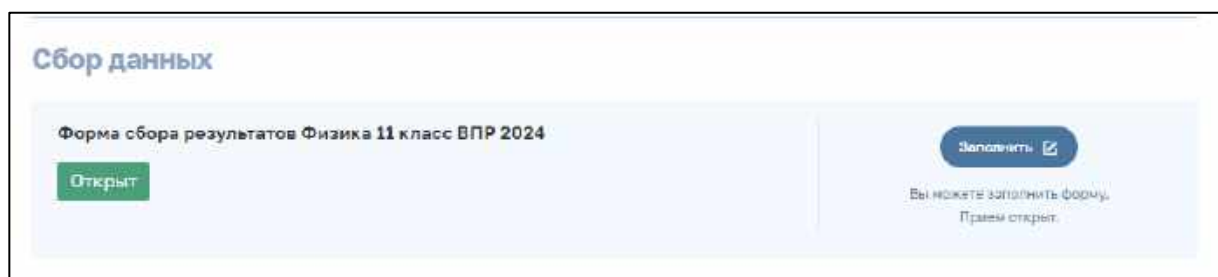 Сбор данных
Форма сбора результатов Физика 11 класс ВПР 2024
Открыт
Заполнить
Вы можете заполнить форму.
Прием открыт.